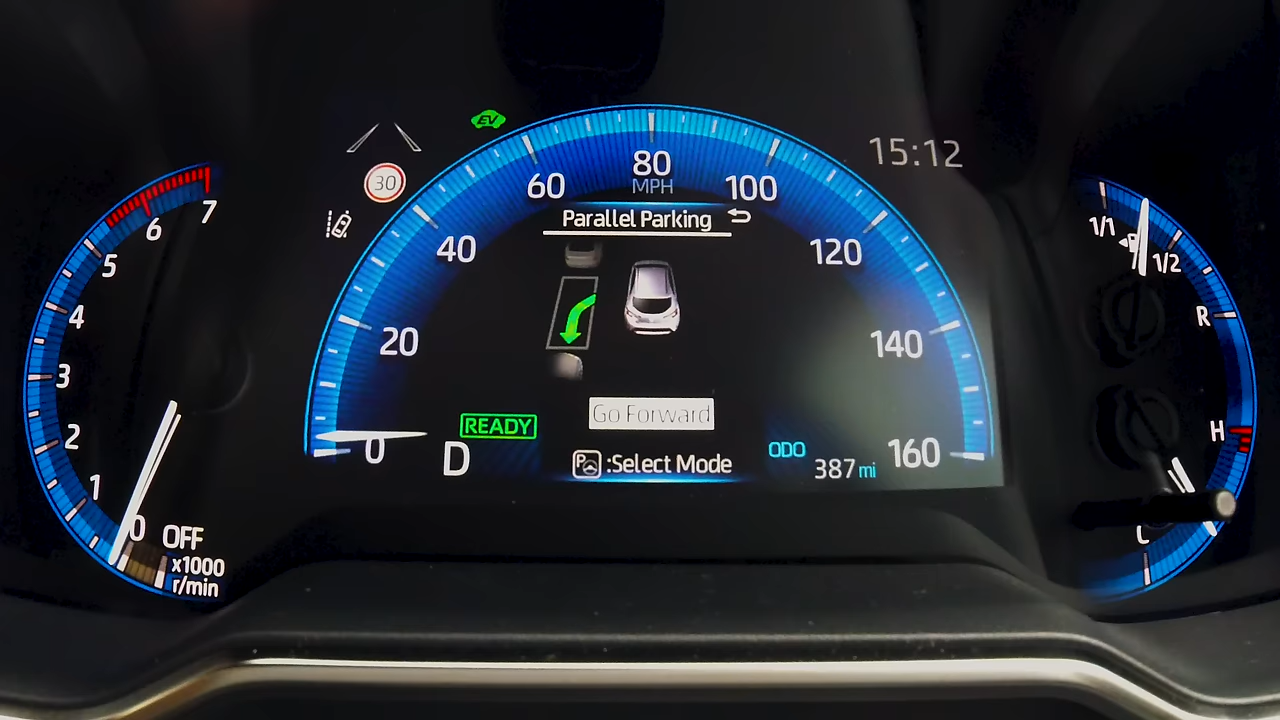 EV
15:12
30
80
MPH
60
100
40
120
20
140
0
160
Parallel Parking
Go Forward
READY
D
P :Select Mode
ODO
387 mi
7
6
5
4
3
2
1
0
OFF
x1000
r/min
1/1
1/2
R
H
C